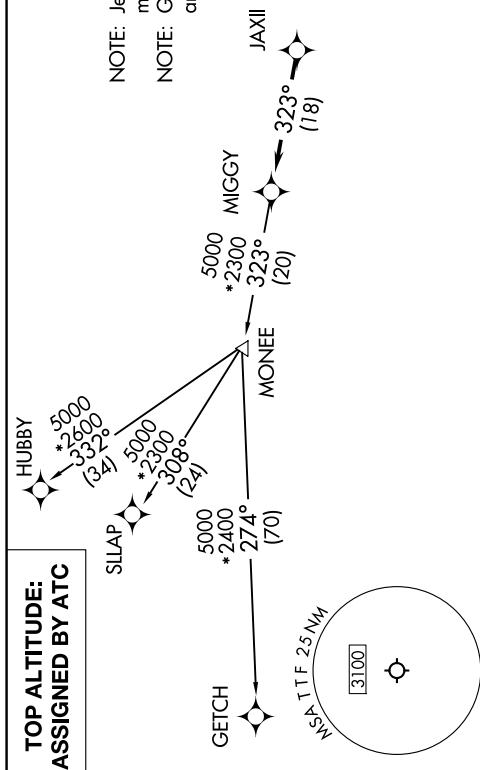 TOP ALTITUDE:
ASSIGNED BY ATC
HUBBY
5000
*2600
332°
(34)
SLLAP
5000
*2300
308°
(24)
GETCH
5000
*2400
274°
(70)
MONEE
5000
*2300
323°
(20)
MIGGY
323°
(18)
JAXII
NOTE: Je
NOTE: G
MSA TTF 25 NM
3100